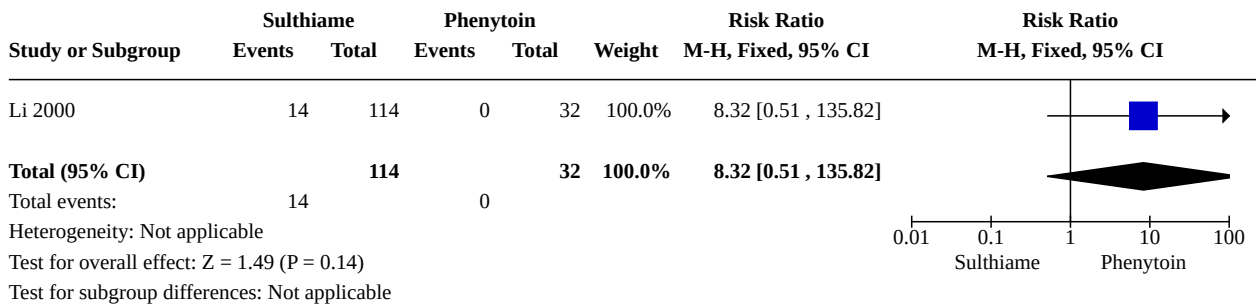 Sulthiame Phenytoin Risk Ratio Risk Ratio
Study or Subgroup Events Total Events Total Weight M-H, Fixed, 95% CI M-H, Fixed, 95% CI
Li 2000 14 114 0 32 100.0% 8.32 [0.51 , 135.82]
Total (95% CI) 114 32 100.0% 8.32 [0.51 , 135.82]
Total events: 14 0
Heterogeneity: Not applicable
0.01 0.1 1 10 100
Test for overall effect: Z = 1.49 (P = 0.14)
Sulthiame Phenytoin
Test for subgroup differences: Not applicable